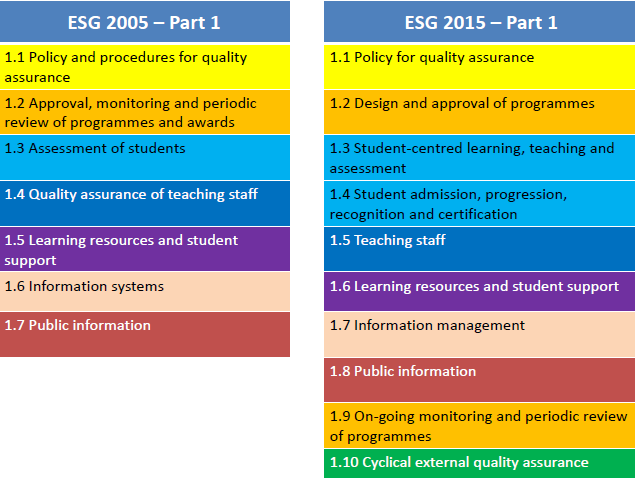 ESG 2005 – Part 1
1.1 Policy and procedures for quality
assurance
1.2 Approval, monitoring and periodic
review of programmes and awards
1.3 Assessment of students
1.4 Quality assurance of teaching staff
1.5 Learning resources and student
support
1.6 Information systems
1.7 Public information
ESG 2015 – Part 1
1.1 Policy for quality assurance
1.2 Design and approval of programmes
1.3 Student-centred learning, teaching and
assessment
1.4 Student admission, progression,
recognition and certification
1.5 Teaching staff
1.6 Learning resources and student support
1.7 Information management
1.8 Public information
1.9 On-going monitoring and periodic review
of programmes
1.10 Cyclical external quality assurance